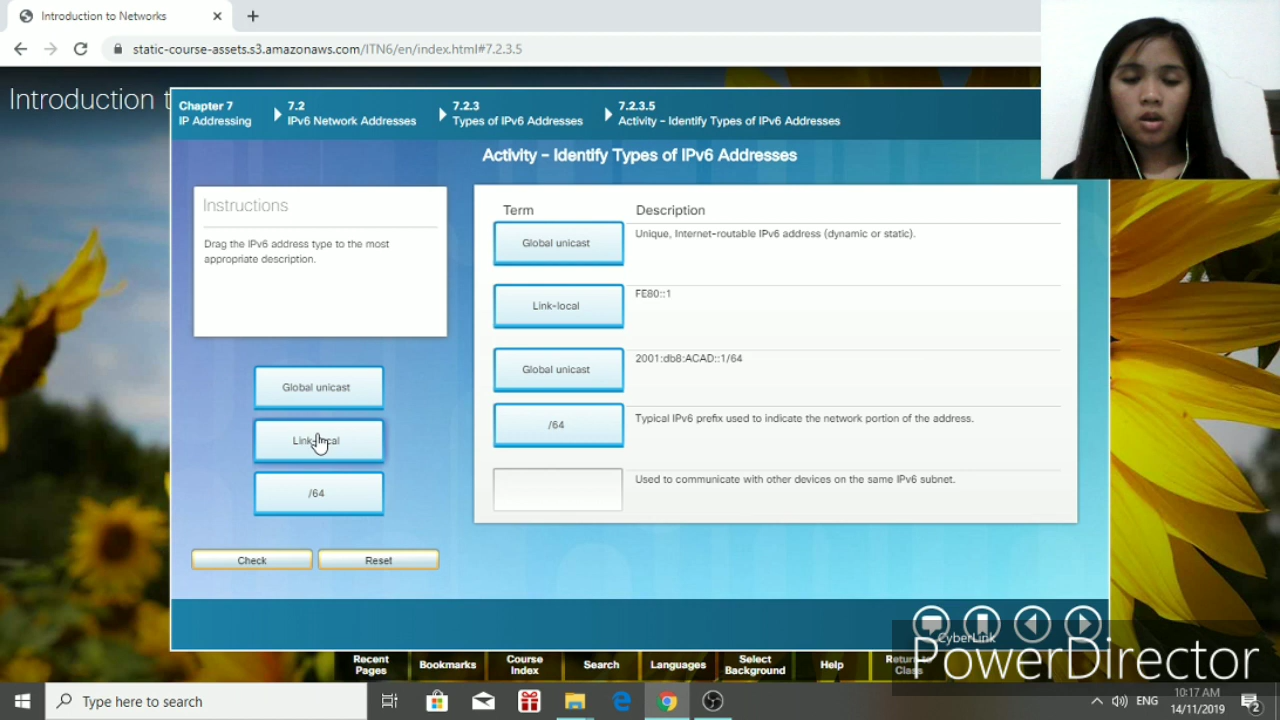 Introduction to Networks
static-course-assets.s3.amazonaws.com/ITN6/en/index.html#7.2.3.5
Introduction t
Chapter 7
IP Addressing
7.2
IPv6 Network Addresses
7.2.3
Types of IPv6 Addresses
7.2.3.5
Activity – Identify Types of IPv6 Addresses
Activity – Identify Types of IPv6 Addresses
Instructions
Drag the IPv6 address type to the most
appropriate description.
Global unicast
Link-local
/64
Check
Reset
Term
Description
Global unicast
Unique, Internet-routable IPv6 address (dynamic or static).
Link-local
FE80::1
Global unicast
2001:db8:ACAD::1/64
/64
Typical IPv6 prefix used to indicate the network portion of the address.
Used to communicate with other devices on the same IPv6 subnet.
CyberLink
PowerDirector
Recent
Pages
Bookmarks
Course
Index
Search
Languages
Select
Background
Help
Return to
Class
Type here to search
ENG
10:17 AM
14/11/2019
2